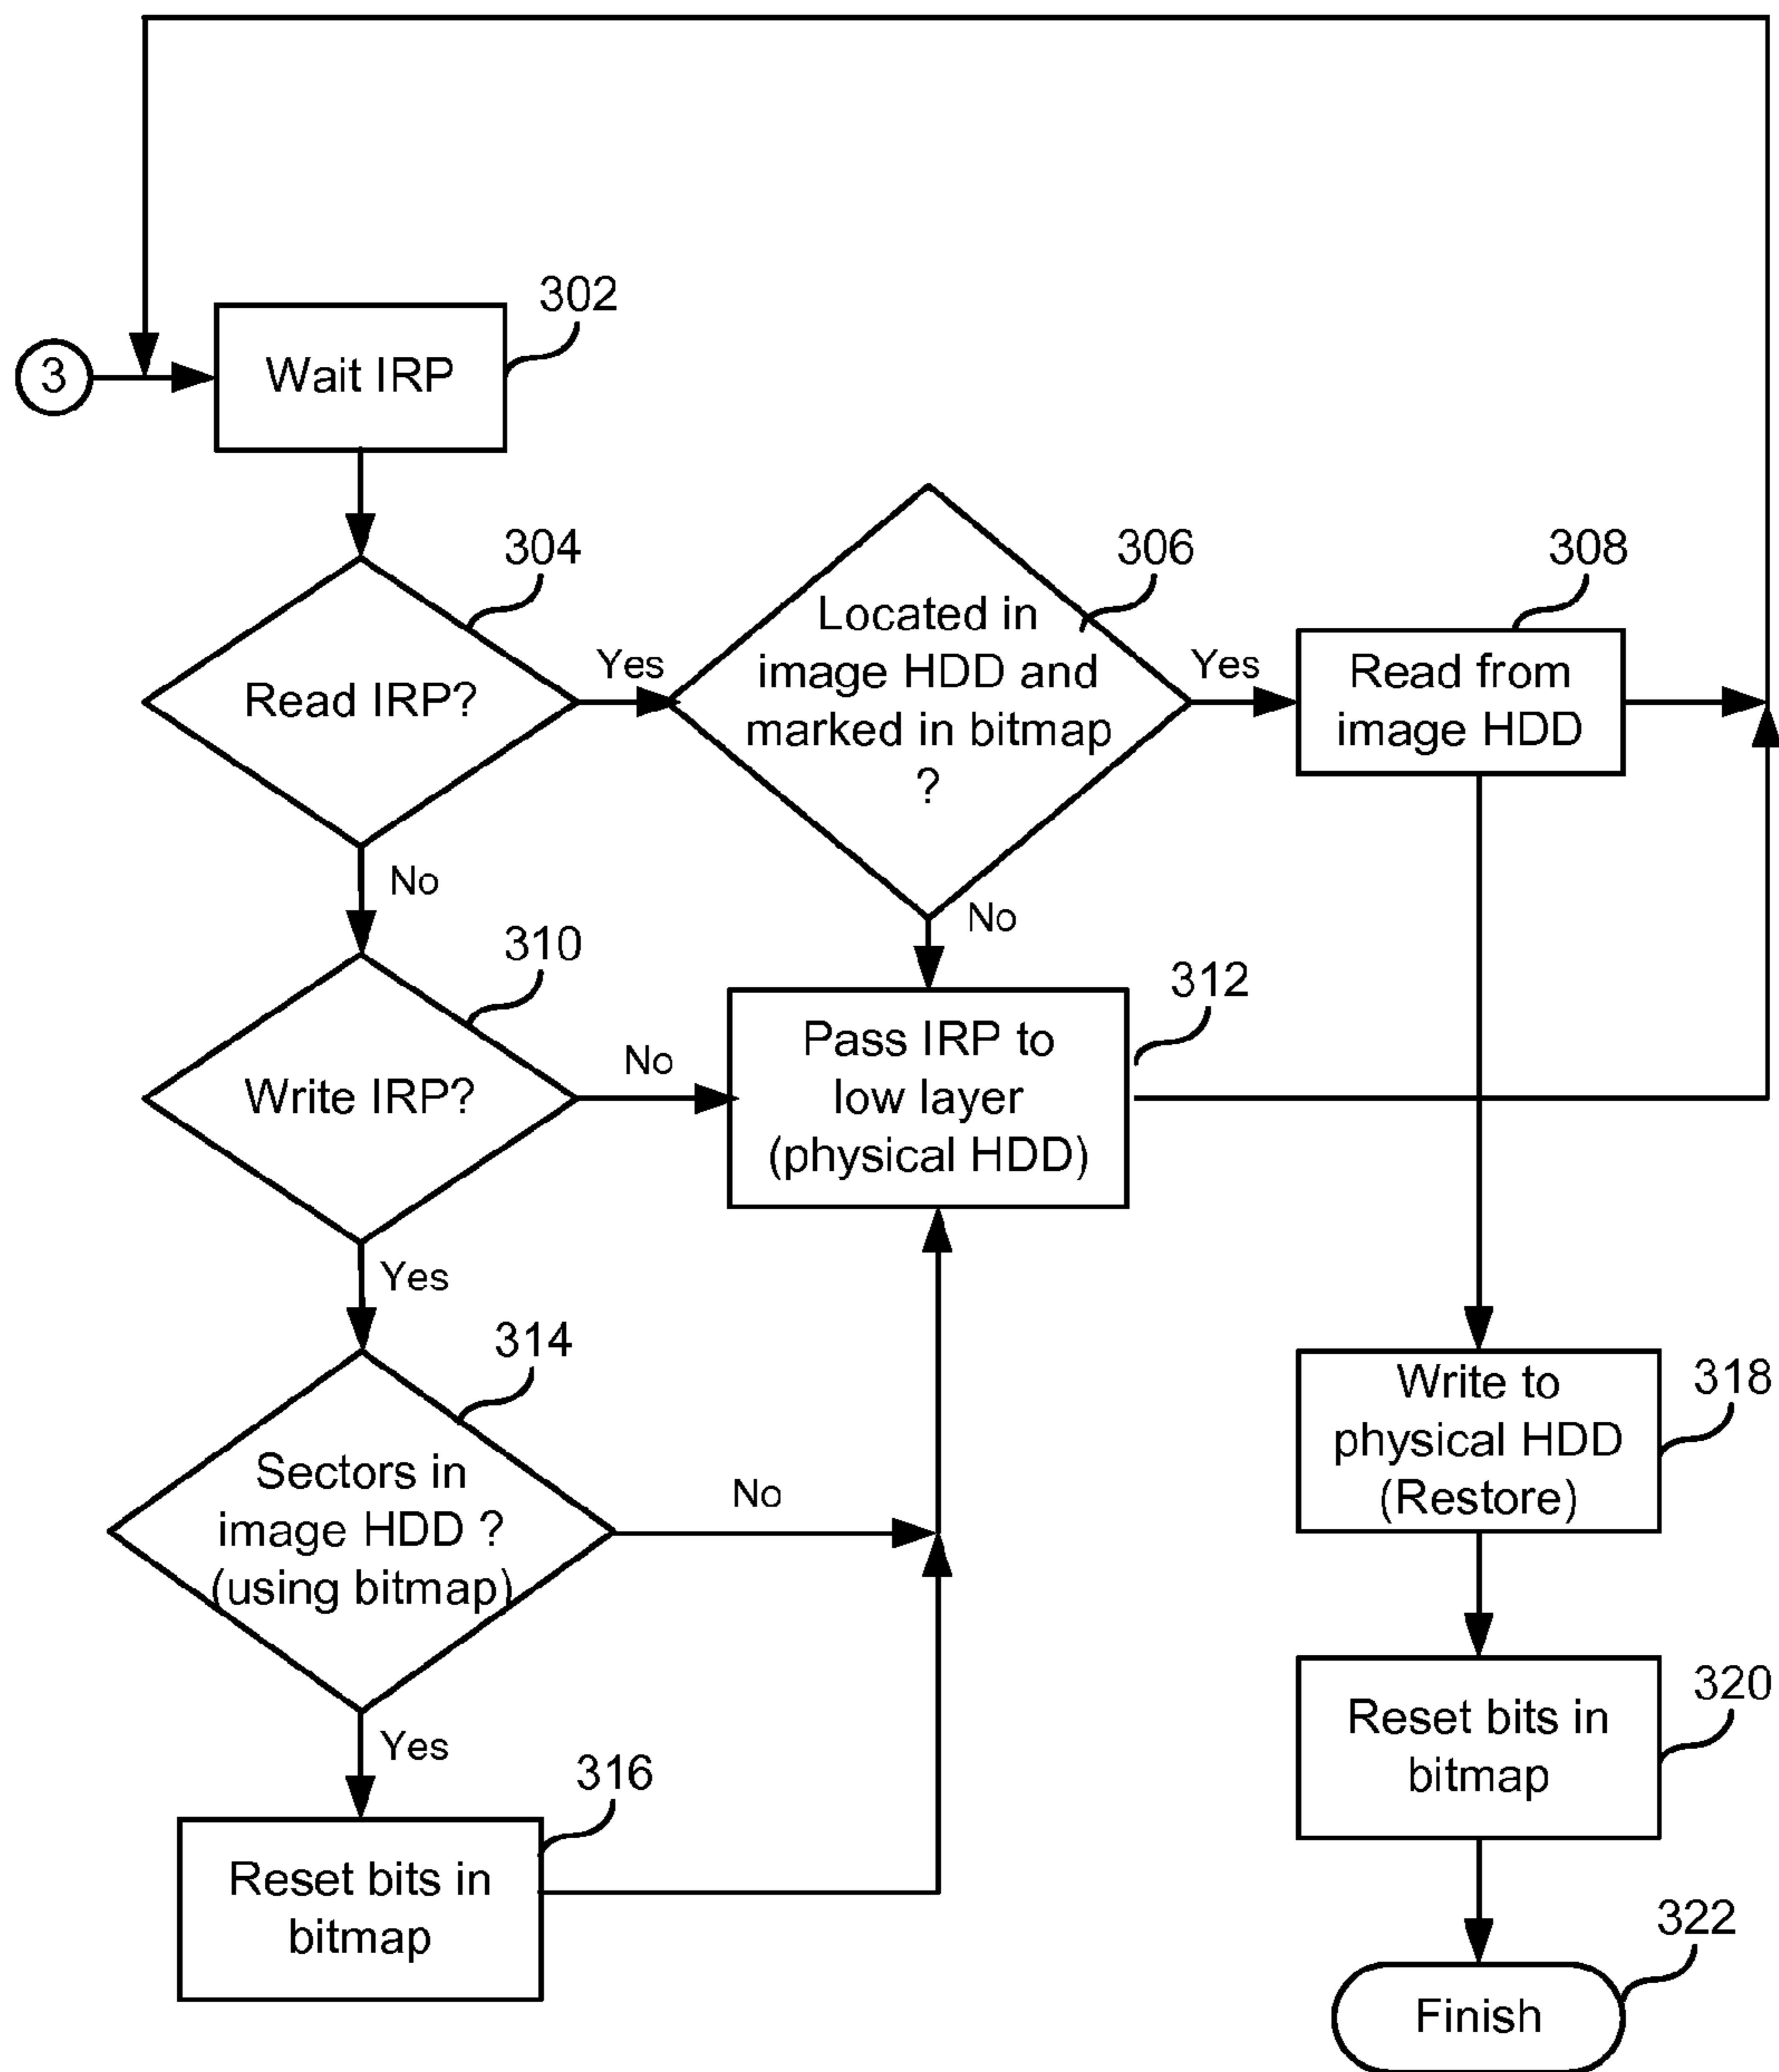 302
3
Wait IRP
304
306
308
Located in
image HDD and
marked in bitmap
?
Yes
Yes
Read IRP?
Read from
image HDD
No
No
310
312
Write IRP?
No
Pass IRP to
low layer
(physical HDD)
Yes
314
Sectors in
image HDD ?
(using bitmap)
No
318
Write to
physical HDD
(Restore)
Yes
316
Reset bits in
bitmap
320
Reset bits in
bitmap
322
Finish